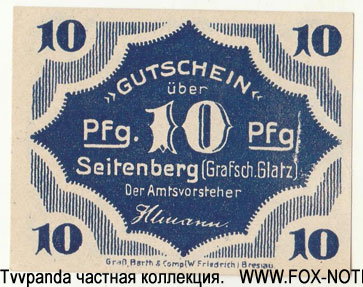 10 10
»GUTSCHEIN«
über
Pfg. 10 Pfg
Seitenberg (Grafsch. Glatz)
Der Amtsvorsteher
10 10
Graß, Barth & Comp (W. Friedrich) Breslau
Tvvpanda частная коллекция. WWW.FOX-NOT